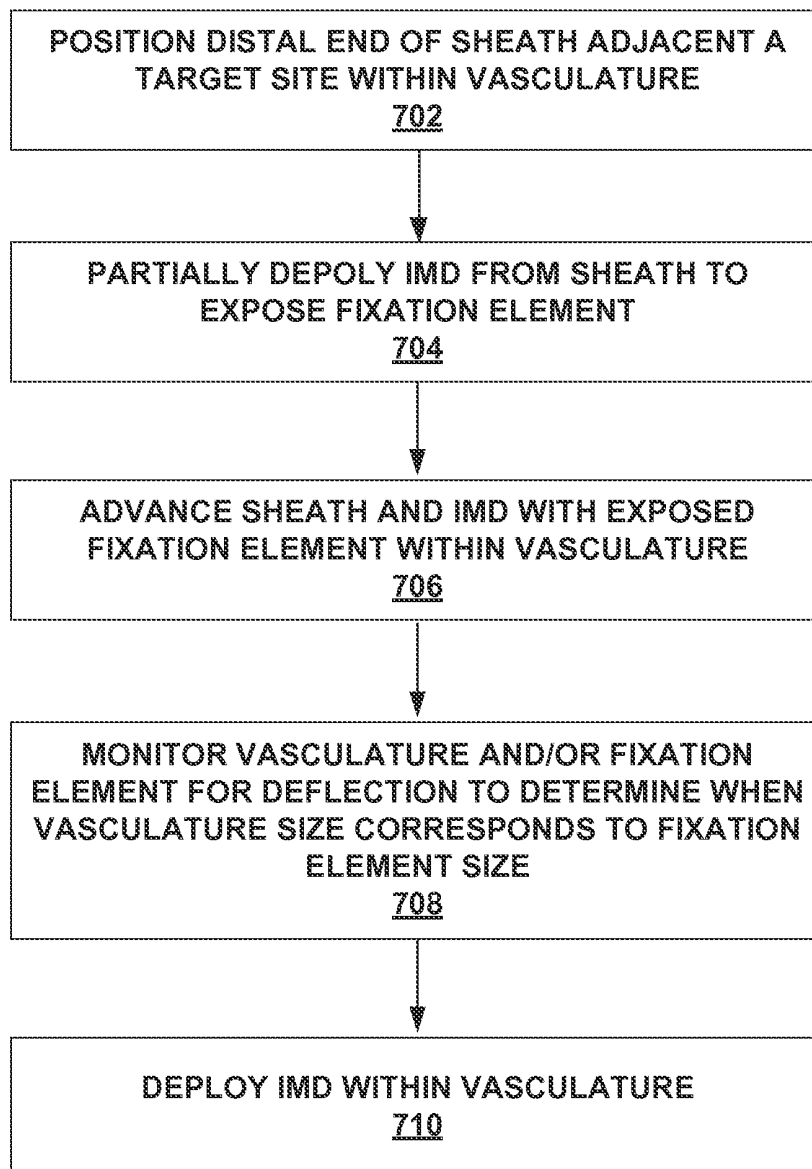 POSITION DISTAL END OF SHEATH ADJACENT A
TARGET SITE WITHIN VASCULATURE
702
PARTIALLY DEPOLY IMD FROM SHEATH TO
EXPOSE FIXATION ELEMENT
704
ADVANCE SHEATH AND IMD WITH EXPOSED
FIXATION ELEMENT WITHIN VASCULATURE
706
MONITOR VASCULATURE AND/OR FIXATION
ELEMENT FOR DEFLECTION TO DETERMINE WHEN
VASCULATURE SIZE CORRESPONDS TO FIXATION
ELEMENT SIZE
708
DEPLOY IMD WITHIN VASCULATURE
710